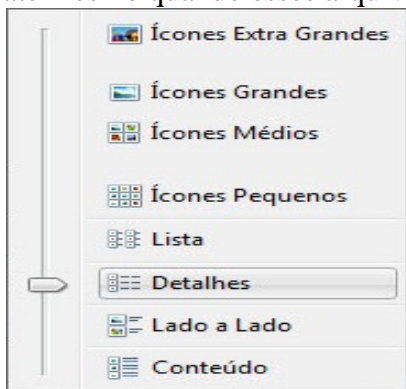 Ícones Extra Grandes
Ícones Grandes
Ícones Médios
Ícones Pequenos
Lista
Detalhes
Lado a Lado
Conteúdo